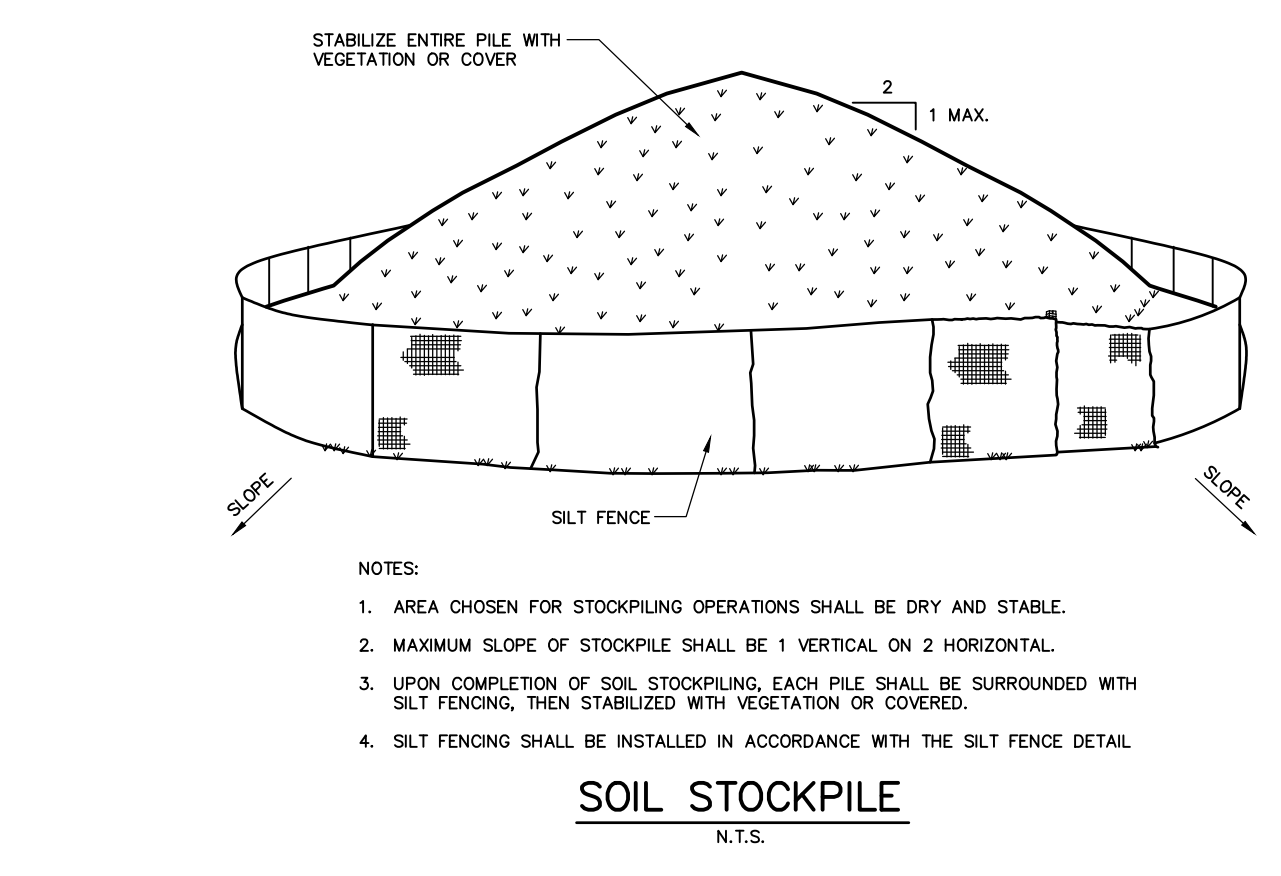 STABILIZE ENTIRE PILE WITH
VEGETATION OR COVER
2
1 MAX.
SLOPE
SLOPE
SILT FENCE
NOTES:
1. AREA CHOSEN FOR STOCKPILING OPERATIONS SHALL BE DRY AND STABLE.
2. MAXIMUM SLOPE OF STOCKPILE SHALL BE 1 VERTICAL ON 2 HORIZONTAL.
3. UPON COMPLETION OF SOIL STOCKPILING, EACH PILE SHALL BE SURROUNDED WITH
SILT FENCING, THEN STABILIZED WITH VEGETATION OR COVERED.
4. SILT FENCING SHALL BE INSTALLED IN ACCORDANCE WITH THE SILT FENCE DETAIL
SOIL STOCKPILE
N.T.S.